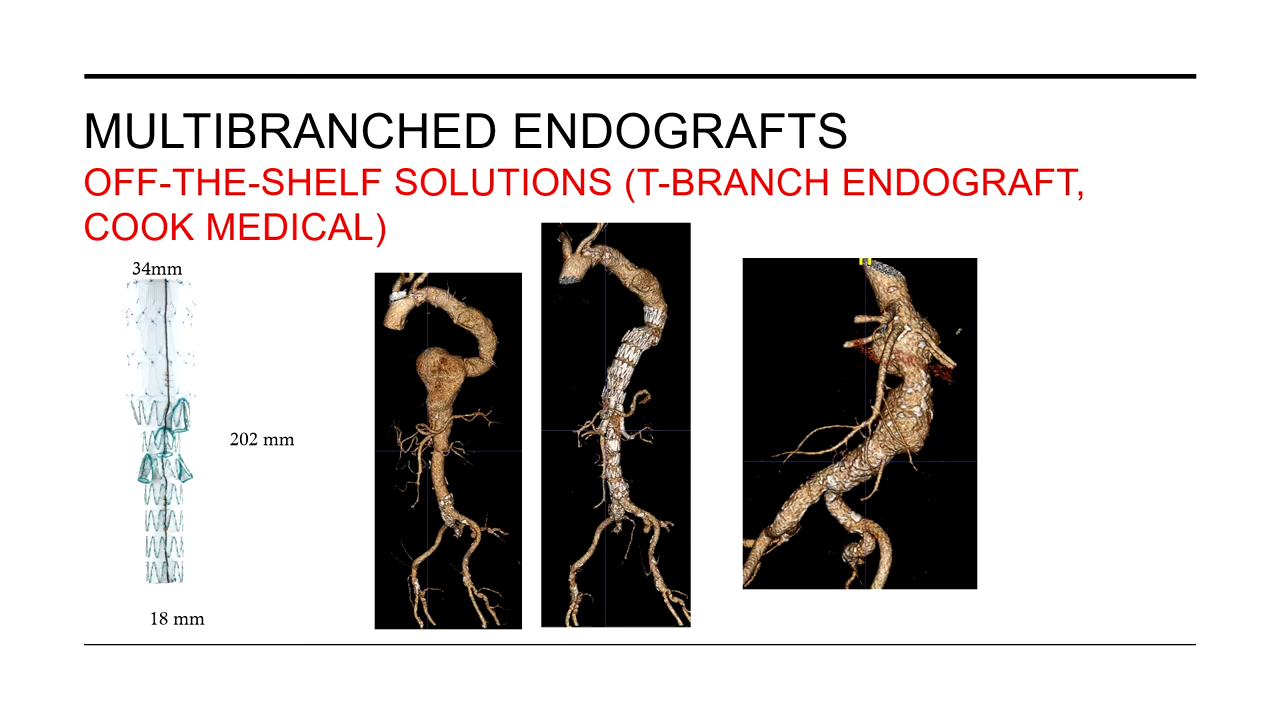 MULTIBRANCHED ENDOGRAFTS
OFF-THE-SHELF SOLUTIONS (T-BRANCH ENDOGRAFT,
COOK MEDICAL)
34mm
202 mm
18 mm